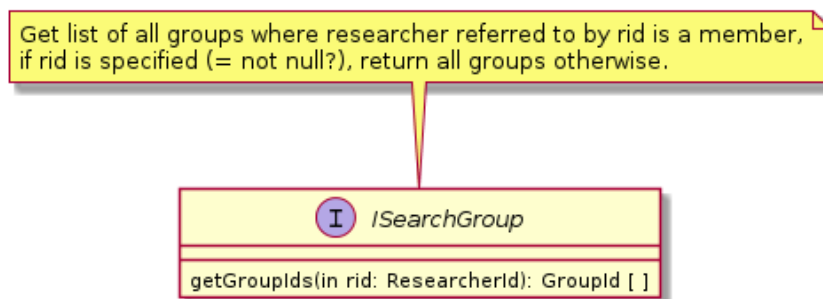 Get list of all groups where researcher referred to by rid is a member,
if rid is specified (= not null?), return all groups otherwise.
I ISearchGroup
getGroupIds(in rid: ResearcherId): GroupId [ ]